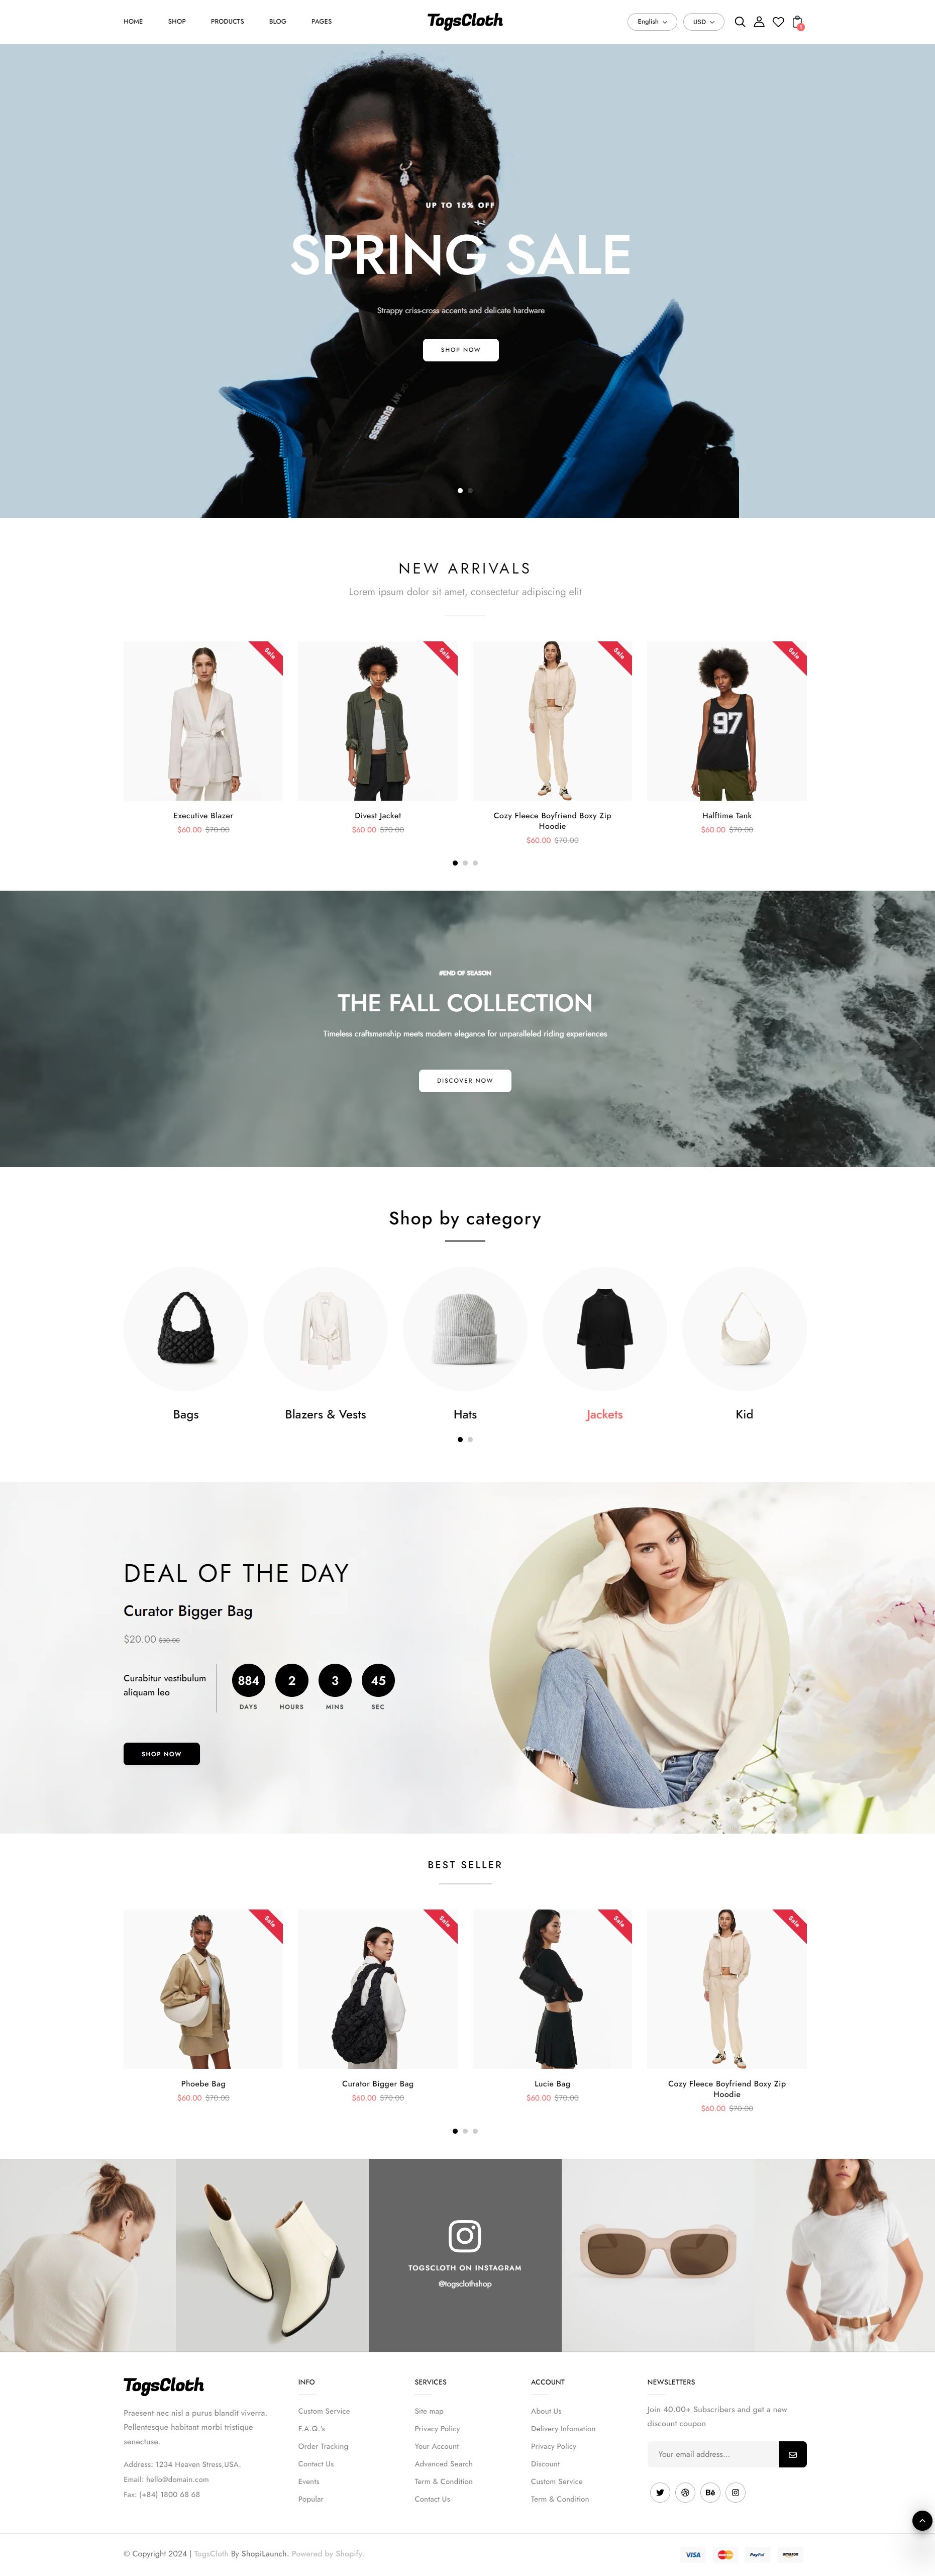 HOME SHOP PRODUCTS BLOG PAGES
TogsCloth
English USD
1
UP TO 15% OFF
SPRING SALE
Strappy criss-cross accents and delicate hardware
SHOP NOW
OF MY BUSINESS
NEW ARRIVALS
Lorem ipsum dolor sit amet, consectetur adipiscing elit
Sale Sale Sale Sale
97
Executive Blazer
$60.00 $70.00
Divest Jacket
$60.00 $70.00
Cozy Fleece Boyfriend Boxy Zip
Hoodie
$60.00 $70.00
Halftime Tank
$60.00 $70.00
#END OF SEASON
THE FALL COLLECTION
Timeless craftsmanship meets modern elegance for unparalleled riding experiences
DISCOVER NOW
Shop by category
Bags
Blazers & Vests
Hats
Jackets
Kid
DEAL OF THE DAY
Curator Bigger Bag
$20.00 $30.00
Curabitur vestibulum
aliquam leo
884 2 3 45
DAYS HOURS MINS SEC
SHOP NOW
BEST SELLER
Sale Sale Sale Sale
Phoebe Bag
$60.00 $70.00
Curator Bigger Bag
$60.00 $70.00
Lucie Bag
$60.00 $70.00
Cozy Fleece Boyfriend Boxy Zip
Hoodie
$60.00 $70.00
TOGSCLOTH ON INSTAGRAM
@togsclothshop
TogsCloth
Praesent nec nisl a purus blandit viverra.
Pellentesque habitant morbi tristique
senectuse.
Address: 1234 Heaven Stress,USA.
Email: hello@domain.com
Fax: (+84) 1800 68 68
INFO
Custom Service
F.A.Q.'s
Order Tracking
Contact Us
Events
Popular
SERVICES
Site map
Privacy Policy
Your Account
Advanced Search
Term & Condition
Contact Us
ACCOUNT
About Us
Delivery Infomation
Privacy Policy
Discount
Custom Service
Term & Condition
NEWSLETTERS
Join 40.00+ Subscribers and get a new
discount coupon
Your email address...
Bē
© Copyright 2024 | TogsCloth By ShopiLaunch. Powered by Shopify.
VISA MasterCard PayPal amazon